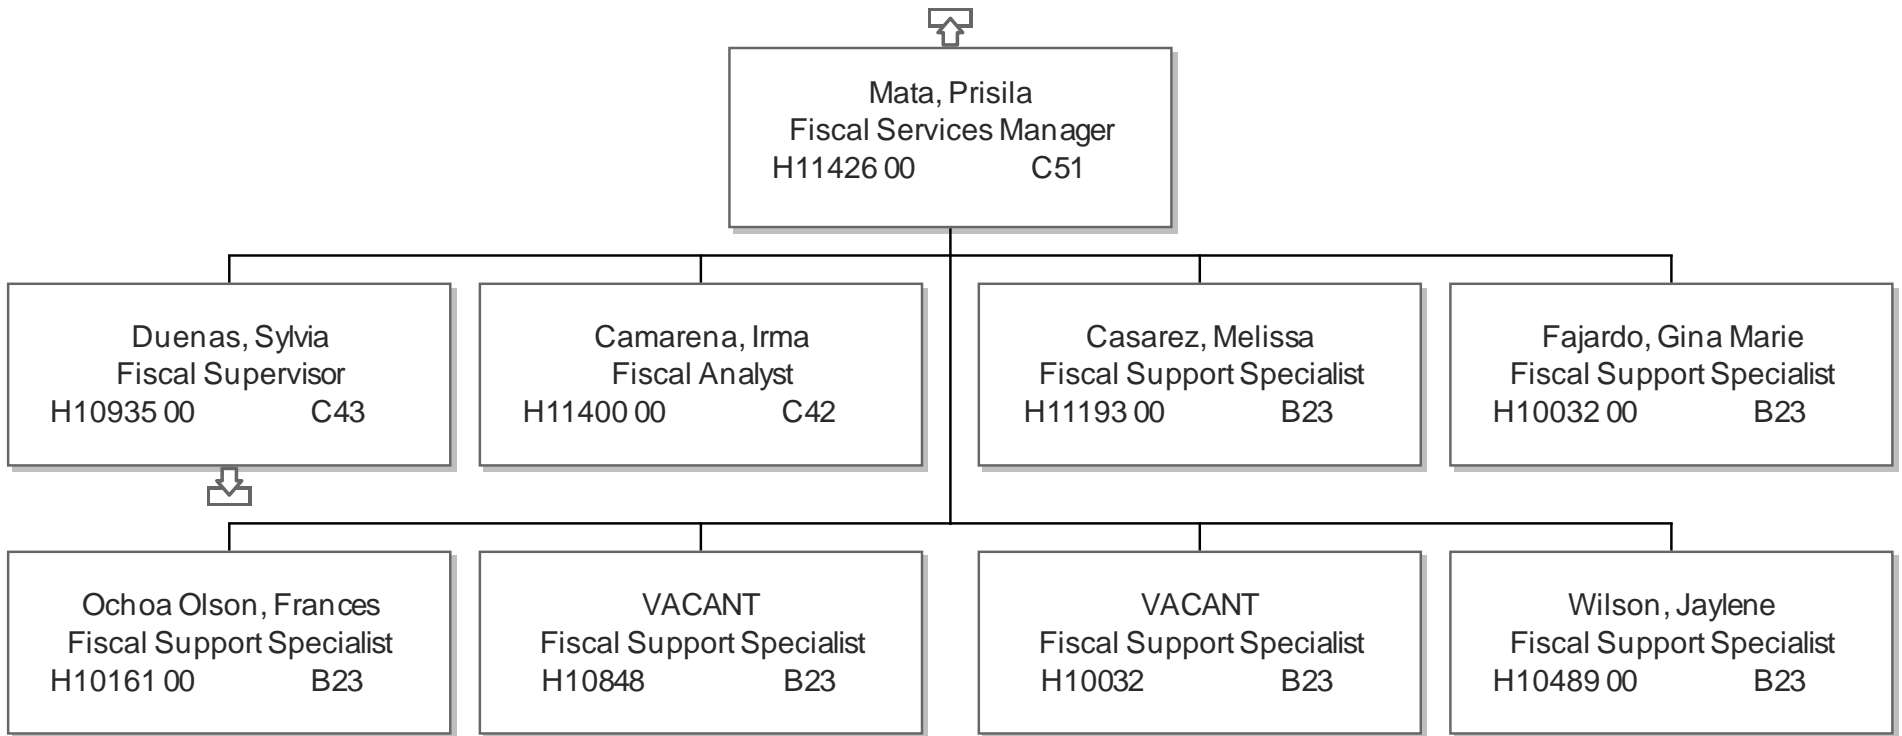 Mata, Prisila
Fiscal Services Manager
H11426 00 C51
Duenas, Sylvia
Fiscal Supervisor
H10935 00 C43
Camarena, Irma
Fiscal Analyst
H11400 00 C42
Casarez, Melissa
Fiscal Support Specialist
H11193 00 B23
Fajardo, Gina Marie
Fiscal Support Specialist
H10032 00 B23
Ochoa Olson, Frances
Fiscal Support Specialist
H10161 00 B23
VACANT
Fiscal Support Specialist
H10848 B23
VACANT
Fiscal Support Specialist
H10032 B23
Wilson, Jaylene
Fiscal Support Specialist
H10489 00 B23